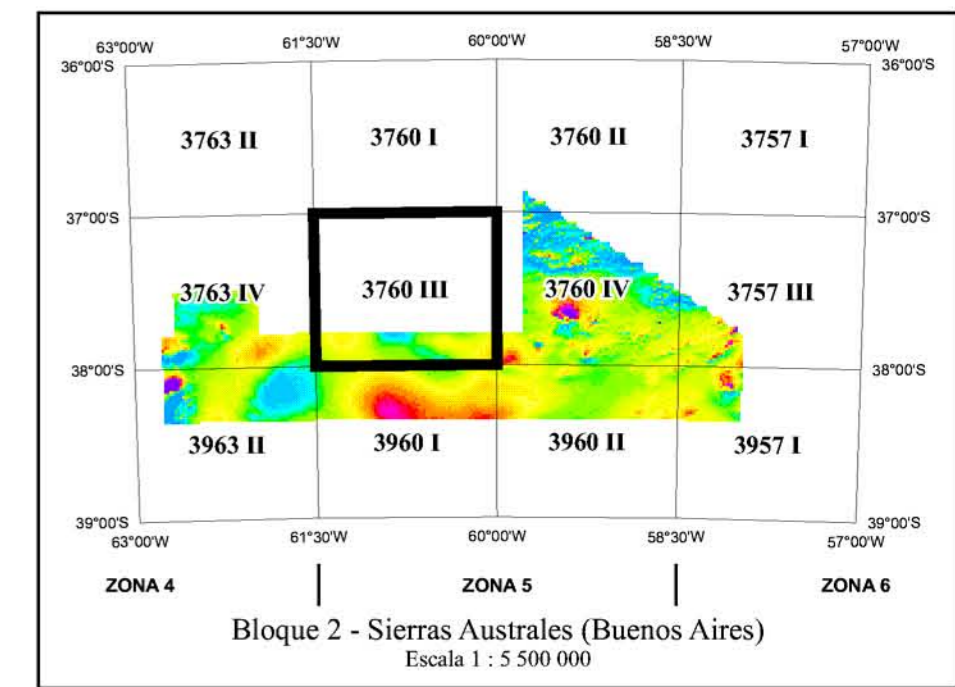 63°00'W 61°30'W 60°00'W 58°30'W 57°00'W
36°00'S 36°00'S
3763 II 3760 I 3760 II 3757 I
37°00'S 37°00'S
3763 IV 3760 III 3760 IV 3757 III
38°00'S 38°00'S
3963 II 3960 I 3960 II 3957 I
39°00'S 39°00'S
63°00'W 61°30'W 60°00'W 58°30'W 57°00'W
ZONA 4 ZONA 5 ZONA 6
Bloque 2 - Sierras Australes (Buenos Aires)
Escala 1 : 5 500 000